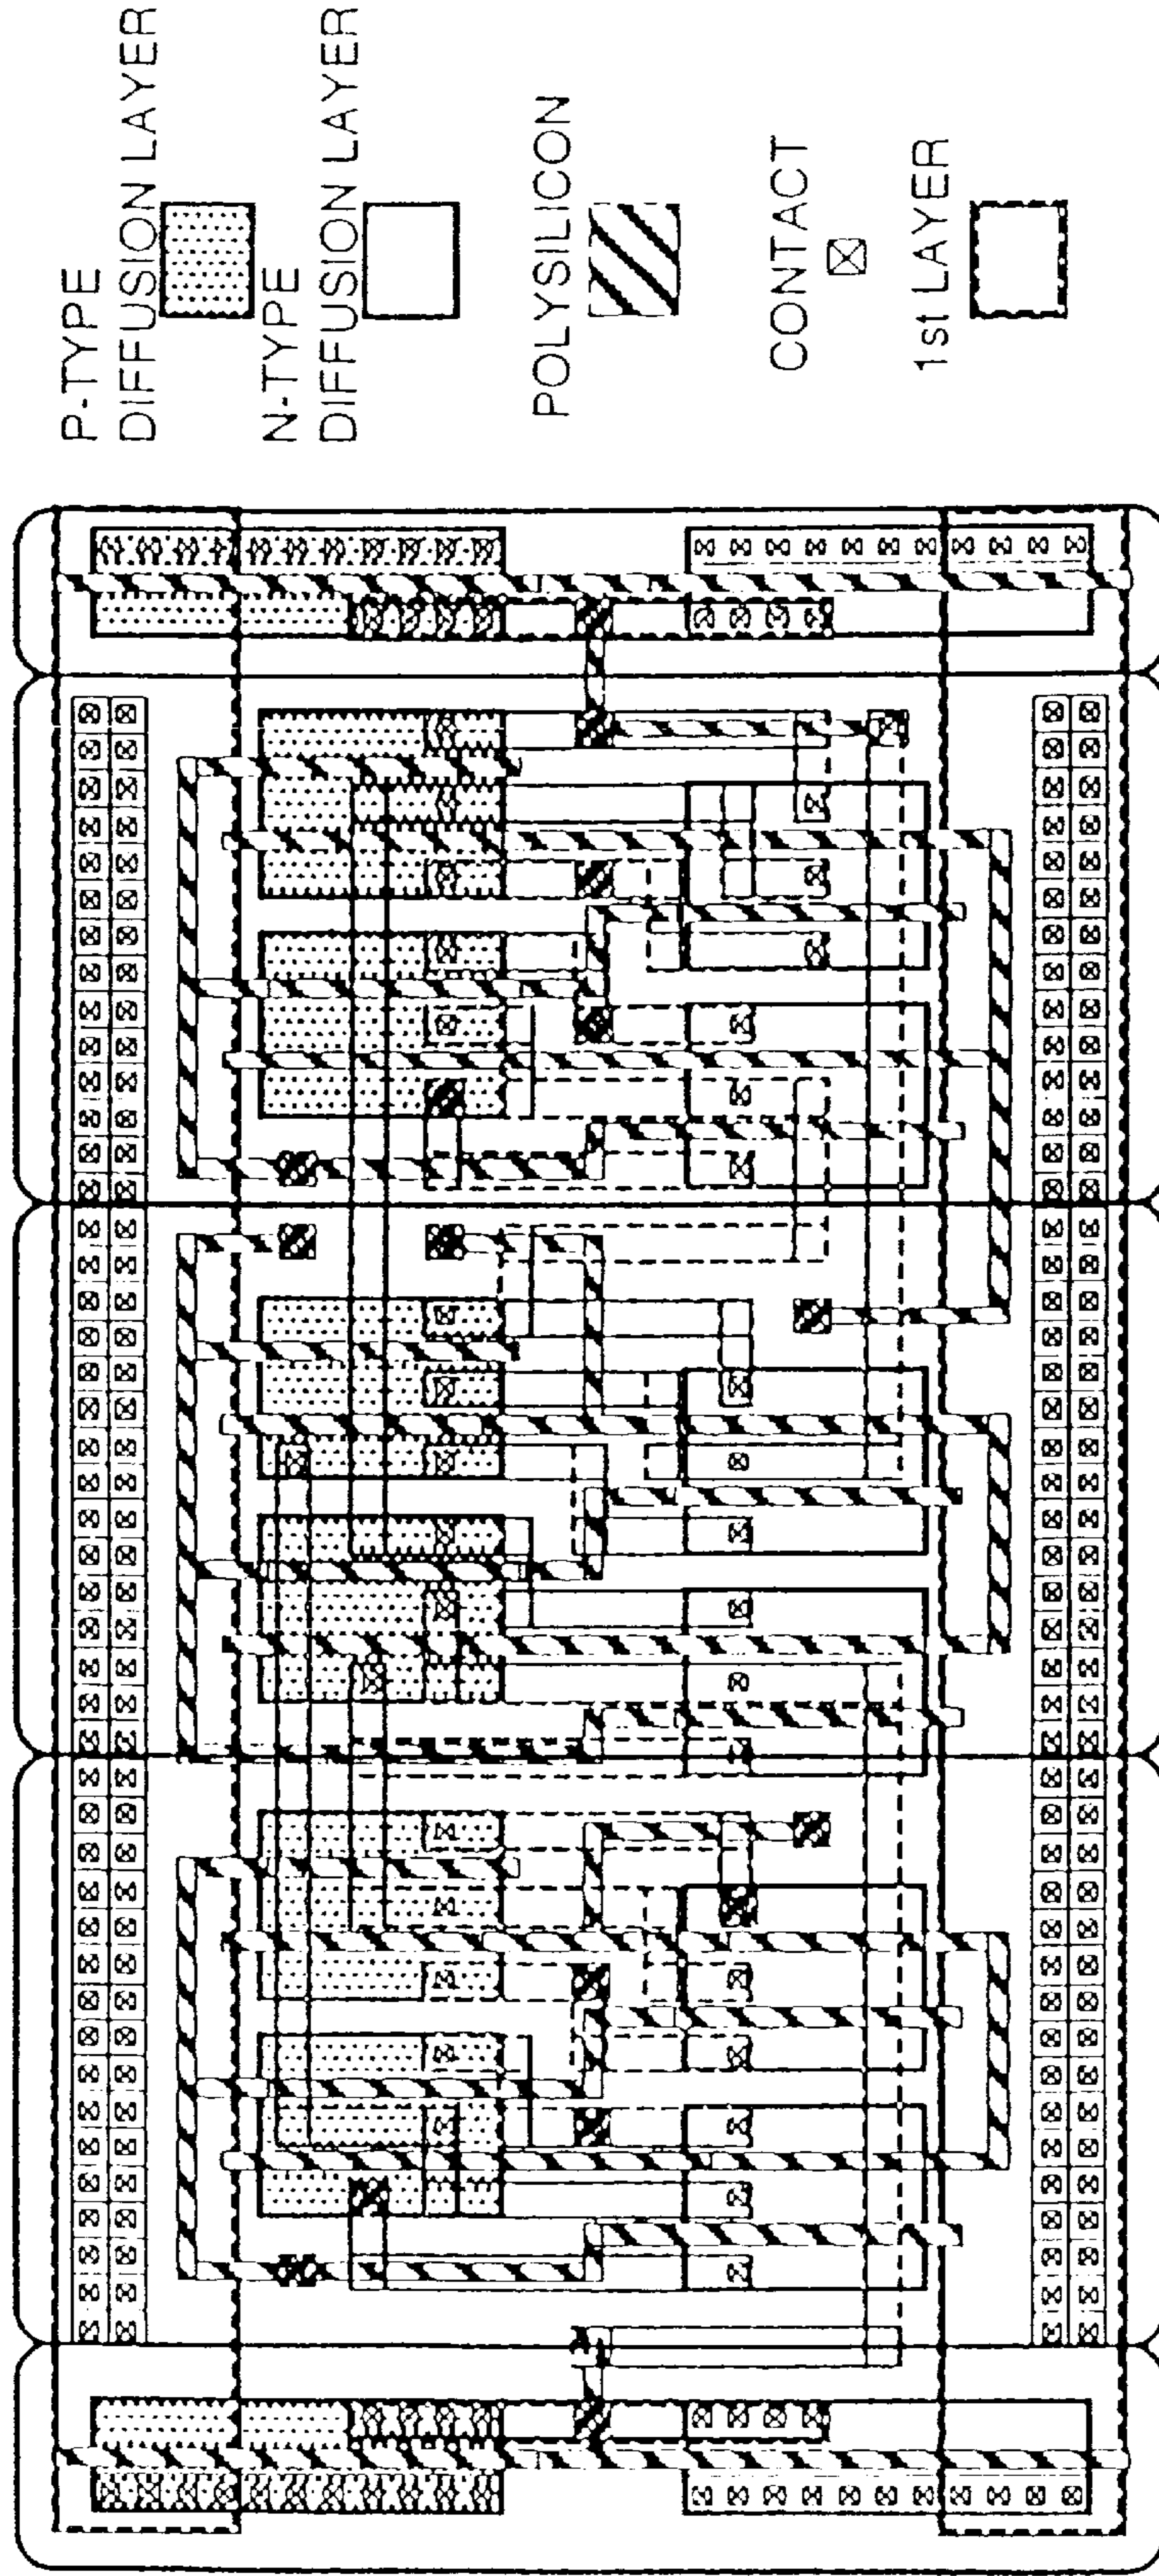 P-TYPE
DIFFUSION LAYER
N-TYPE
DIFFUSION LAYER
POLYSILICON
CONTACT
1st LAYER